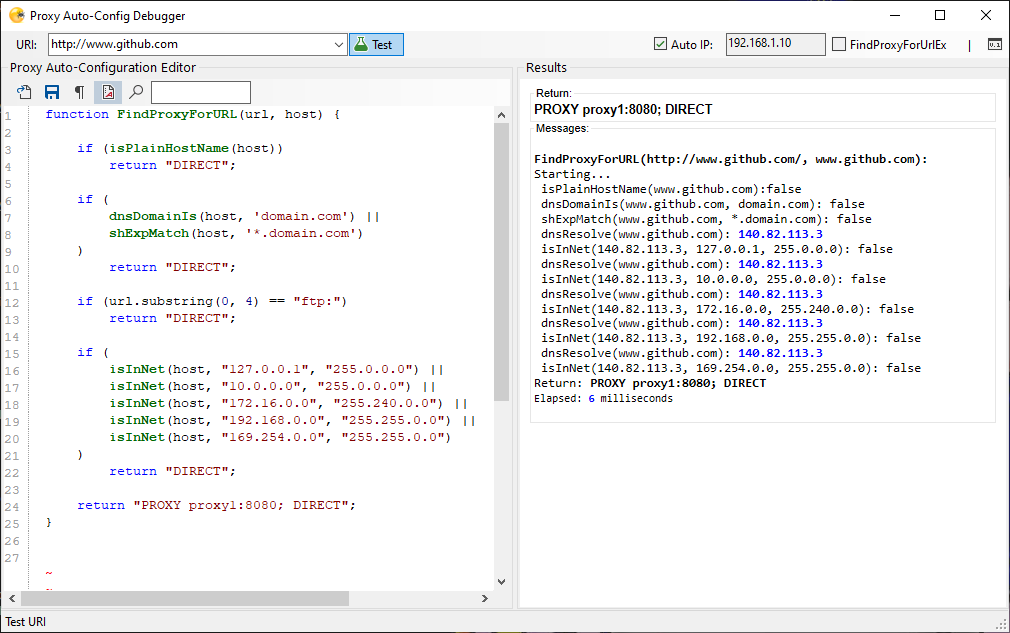 Proxy Auto-Config Debugger
URI: http://www.github.com Test Auto IP: 192.168.1.10 FindProxyForUrlEx | 0.1
Proxy Auto-Configuration Editor
1 function FindProxyForURL(url, host) {
2
3 if (isPlainHostName(host))
4 return "DIRECT";
5
6 if (
7 dnsDomainIs(host, 'domain.com') ||
8 shExpMatch(host, '*.domain.com')
9 )
10 return "DIRECT";
11
12 if (url.substring(0, 4) == "ftp:")
13 return "DIRECT";
14
15 if (
16 isInNet(host, "127.0.0.1", "255.0.0.0") ||
17 isInNet(host, "10.0.0.0", "255.0.0.0") ||
18 isInNet(host, "172.16.0.0", "255.240.0.0") ||
19 isInNet(host, "192.168.0.0", "255.255.0.0") ||
20 isInNet(host, "169.254.0.0", "255.255.0.0")
21 )
22 return "DIRECT";
23
24 return "PROXY proxy1:8080; DIRECT";
25 }
26
27
~
Results
Return:
PROXY proxy1:8080; DIRECT
Messages:
FindProxyForURL(http://www.github.com/, www.github.com):
Starting...
isPlainHostName(www.github.com):false
dnsDomainIs(www.github.com, domain.com): false
shExpMatch(www.github.com, *.domain.com): false
dnsResolve(www.github.com): 140.82.113.3
isInNet(140.82.113.3, 127.0.0.1, 255.0.0.0): false
dnsResolve(www.github.com): 140.82.113.3
isInNet(140.82.113.3, 10.0.0.0, 255.0.0.0): false
dnsResolve(www.github.com): 140.82.113.3
isInNet(140.82.113.3, 172.16.0.0, 255.240.0.0): false
dnsResolve(www.github.com): 140.82.113.3
isInNet(140.82.113.3, 192.168.0.0, 255.255.0.0): false
dnsResolve(www.github.com): 140.82.113.3
isInNet(140.82.113.3, 169.254.0.0, 255.255.0.0): false
Return: PROXY proxy1:8080; DIRECT
Elapsed: 6 milliseconds
Test URI